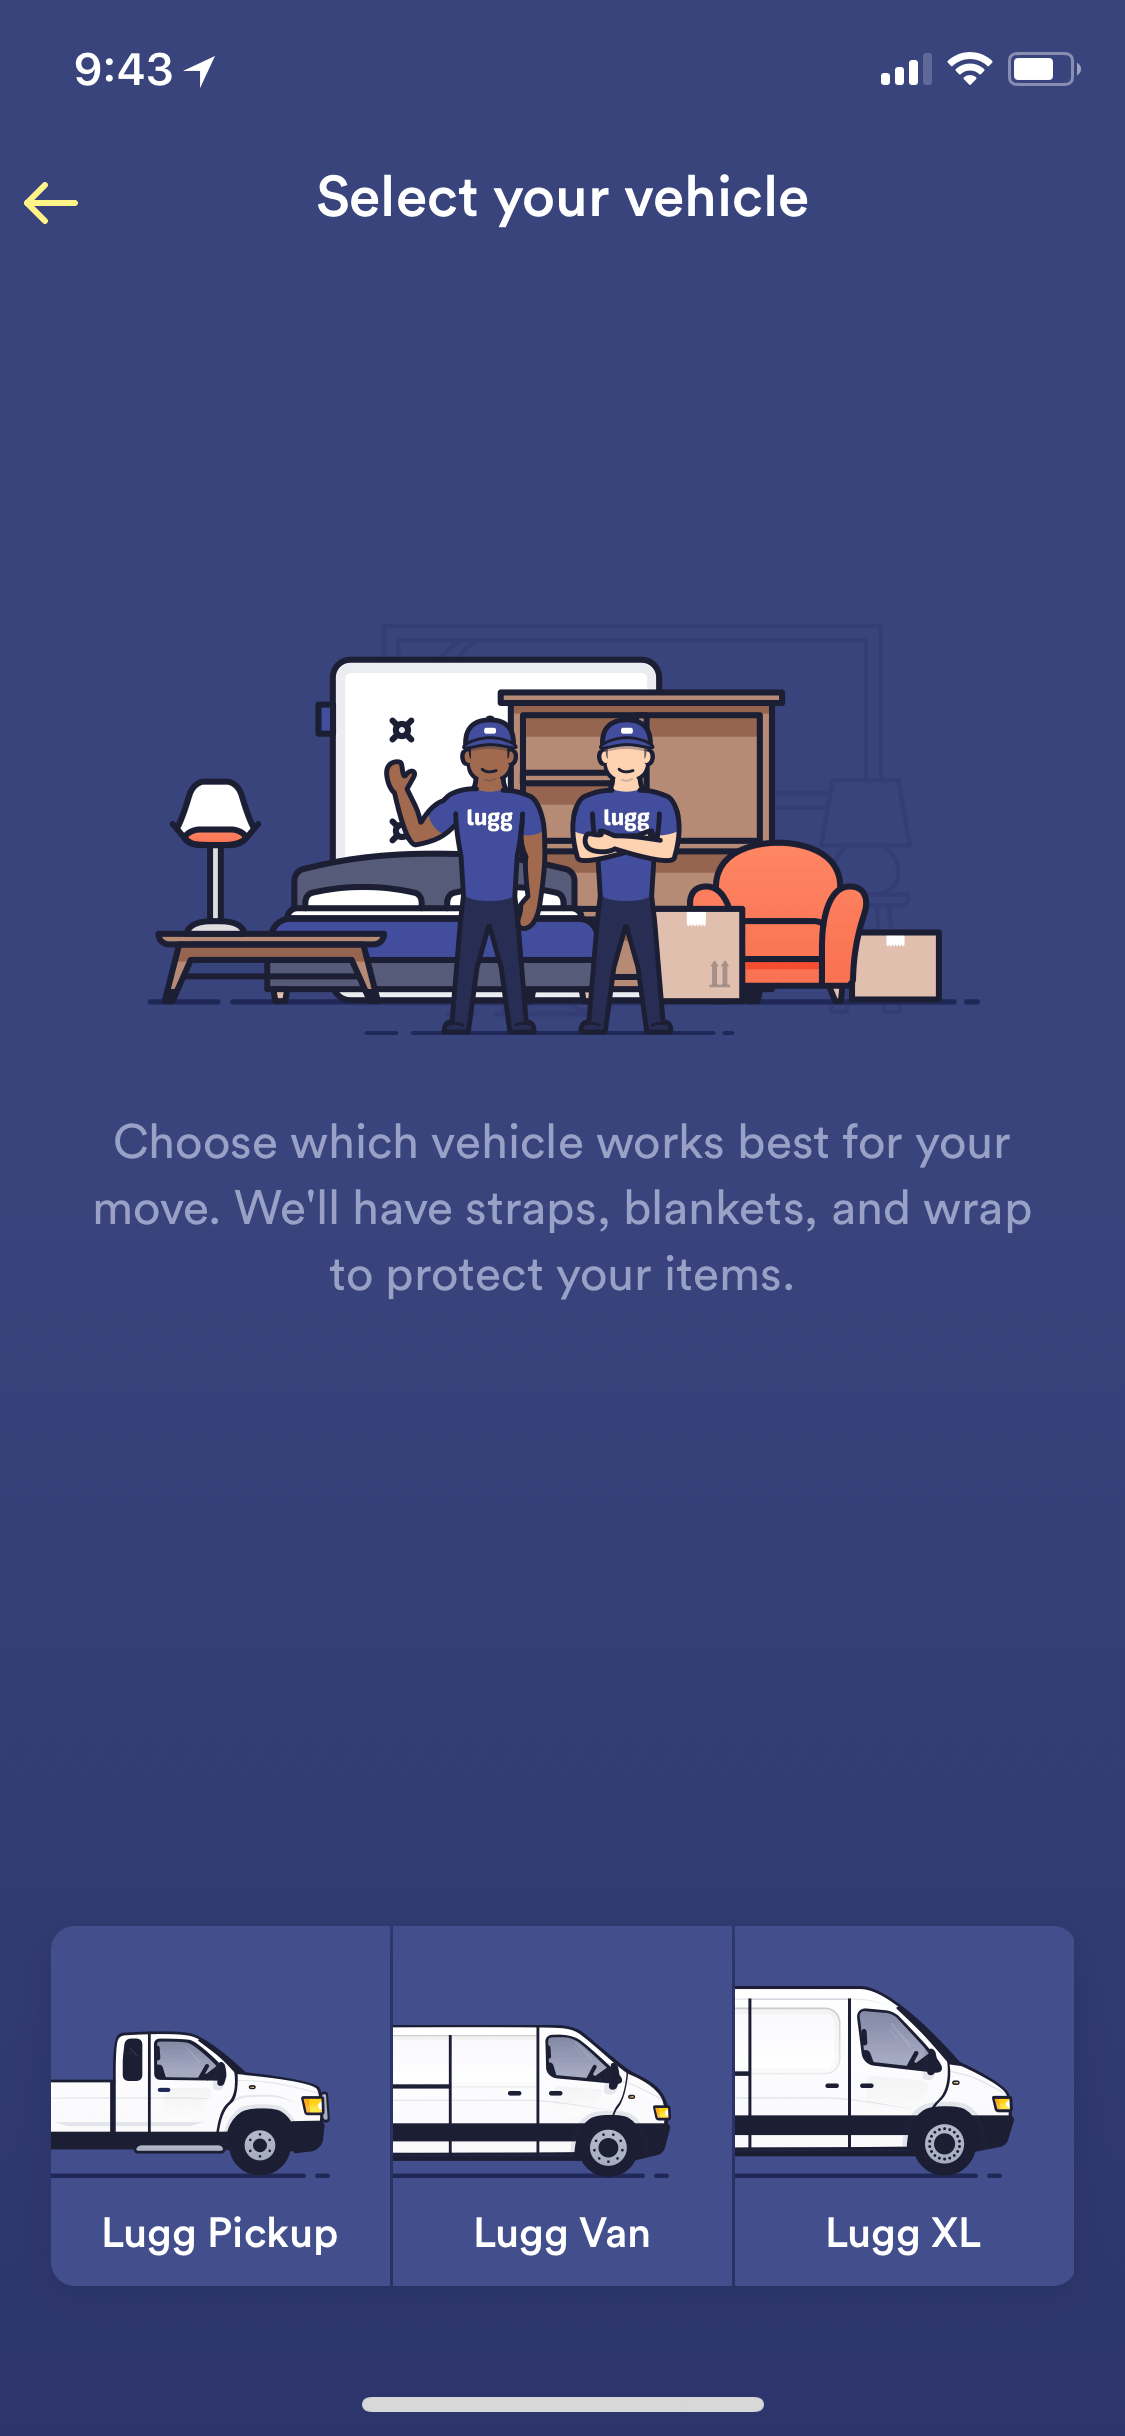 9:43
Select your vehicle
lugg
lugg
Choose which vehicle works best for your
move. We'll have straps, blankets, and wrap
to protect your items.
Lugg Pickup
Lugg Van
Lugg XL